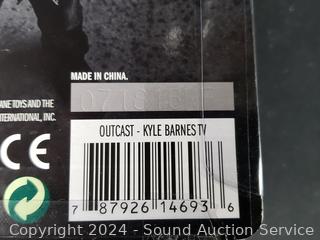 MADE IN CHINA.
ANE TOYS AND THE
INTERNATIONAL, INC.
OUTCAST - KYLE BARNES TV
CE
7 87926 14693 6
Copyright 2024 - Sound Auction Service